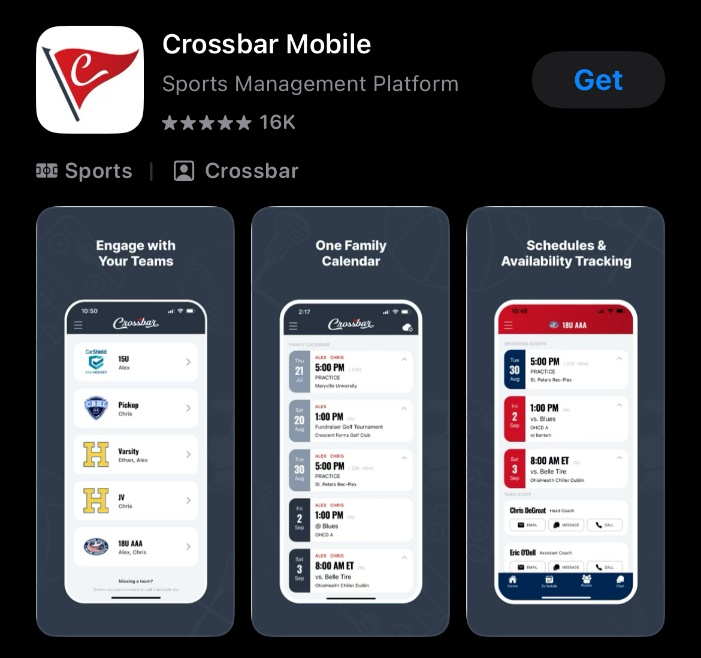 Crossbar Mobile
Sports Management Platform
Get
16K
Sports
Crossbar
Engage with
Your Teams
10:50
Crossbar
CarShield
15U
Alex
Pickup
Chris
H
Varsity
Ethan, Alex
H
JV
Chris
18U AAA
Alex, Chris
Missing a team?
One Family
Calendar
2:17
Crossbar
FAMILY CALENDAR
Thu
21
Jul
ALEX CHRIS
5:00 PM
PRACTICE
Maryville University
Sat
20
Aug
ALEX
1:00 PM
Fundraiser Golf Tournament
Crescent Farms Golf Club
Tue
30
Aug
ALEX CHRIS
5:00 PM
PRACTICE
St. Peters Rec-Plex
Fri
2
Sep
ALEX CHRIS
1:00 PM
@ Blues
OHCD A
Sat
3
Sep
ALEX CHRIS
8:00 AM ET
vs. Belle Tire
OhioHealth Chiller Dublin
Schedules &
Availability Tracking
10:48
18U AAA
UPCOMING EVENTS
Tue
30
Aug
5:00 PM
PRACTICE
St. Peters Rec-Plex
Fri
2
Sep
1:00 PM
vs. Blues
OHCD A
w/ Bantam
Sat
3
Sep
8:00 AM ET
vs. Belle Tire
OhioHealth Chiller Dublin
TEAM STAFF
Chris DeGroat Head Coach
EMAIL
MESSAGE
CALL
Eric O'Dell Assistant Coach
EMAIL
MESSAGE
CALL
Home
Schedule
Roster
Chat